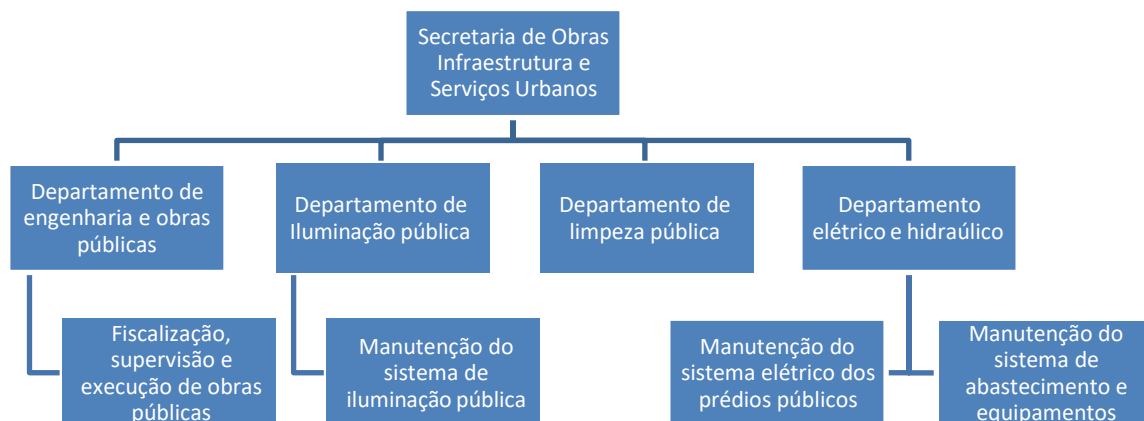 Secretaria de Obras
Infraestrutura e
Serviços Urbanos
Departamento de
engenharia e obras
públicas
Departamento de
Iluminação pública
Departamento de
limpeza pública
Departamento
elétrico e hidraúlico
Fiscalização,
supervisão e
execução de obras
públicas
Manutenção do
sistema de
iluminação pública
Manutenção do
sistema elétrico dos
prédios públicos
Manutenção do
sistema de
abastecimento e
equipamentos